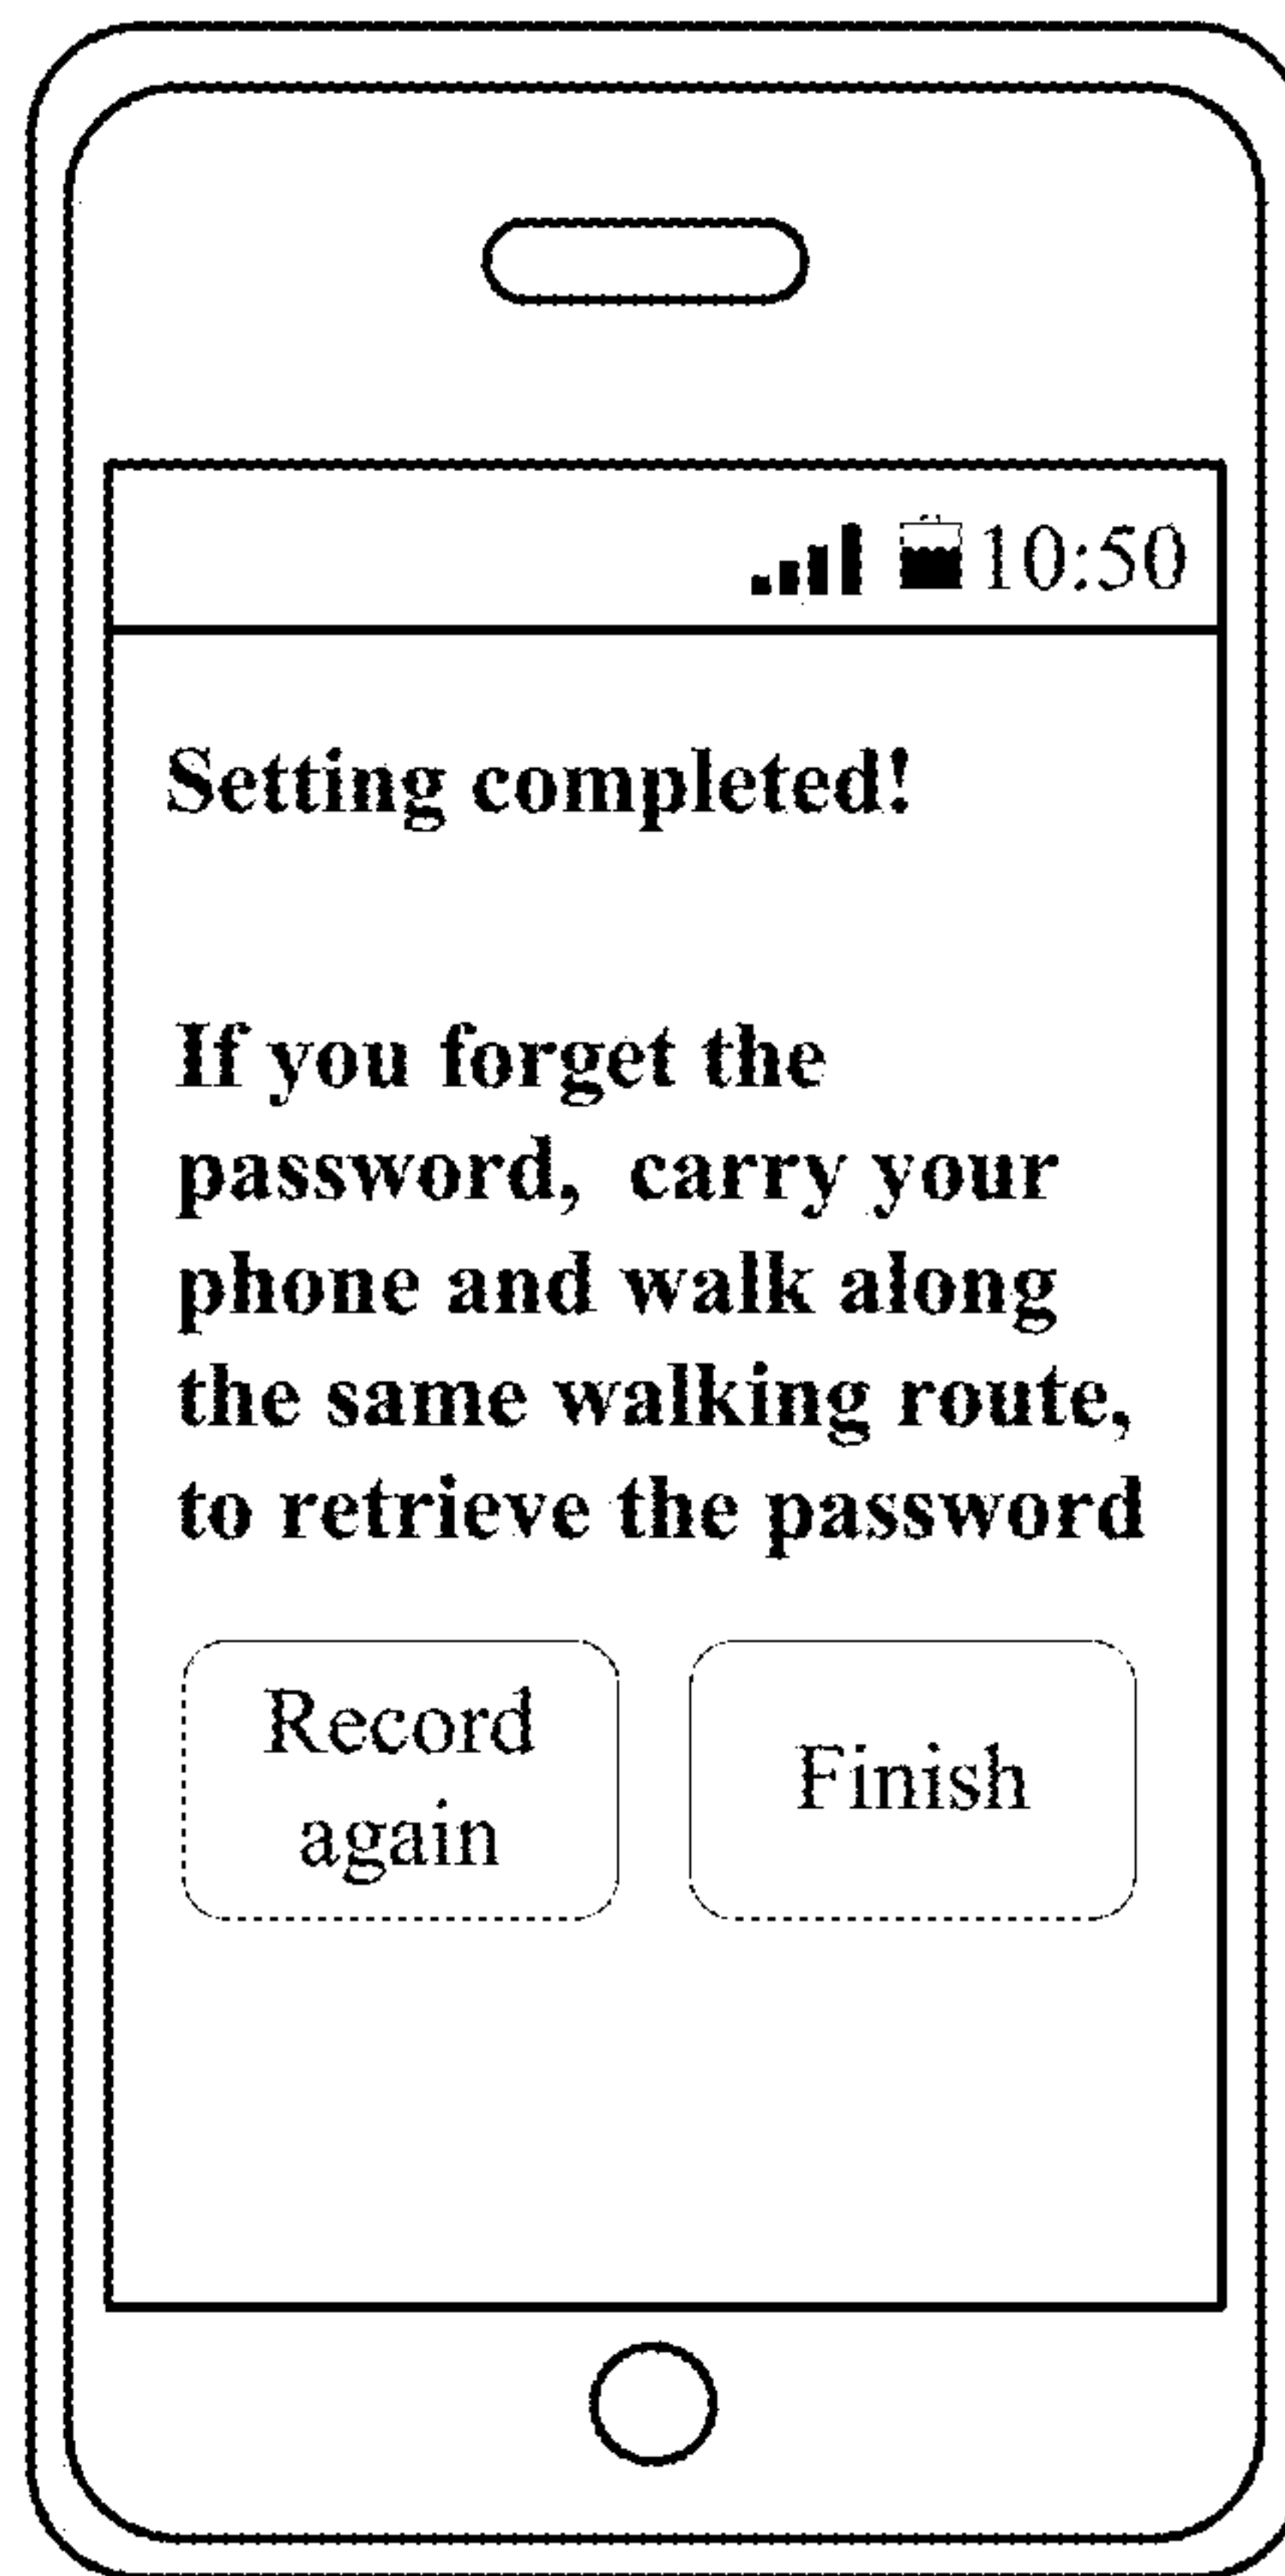 10:50
Setting completed!
If you forget the
password, carry your
phone and walk along
the same walking route,
to retrieve the password
Record
again
Finish